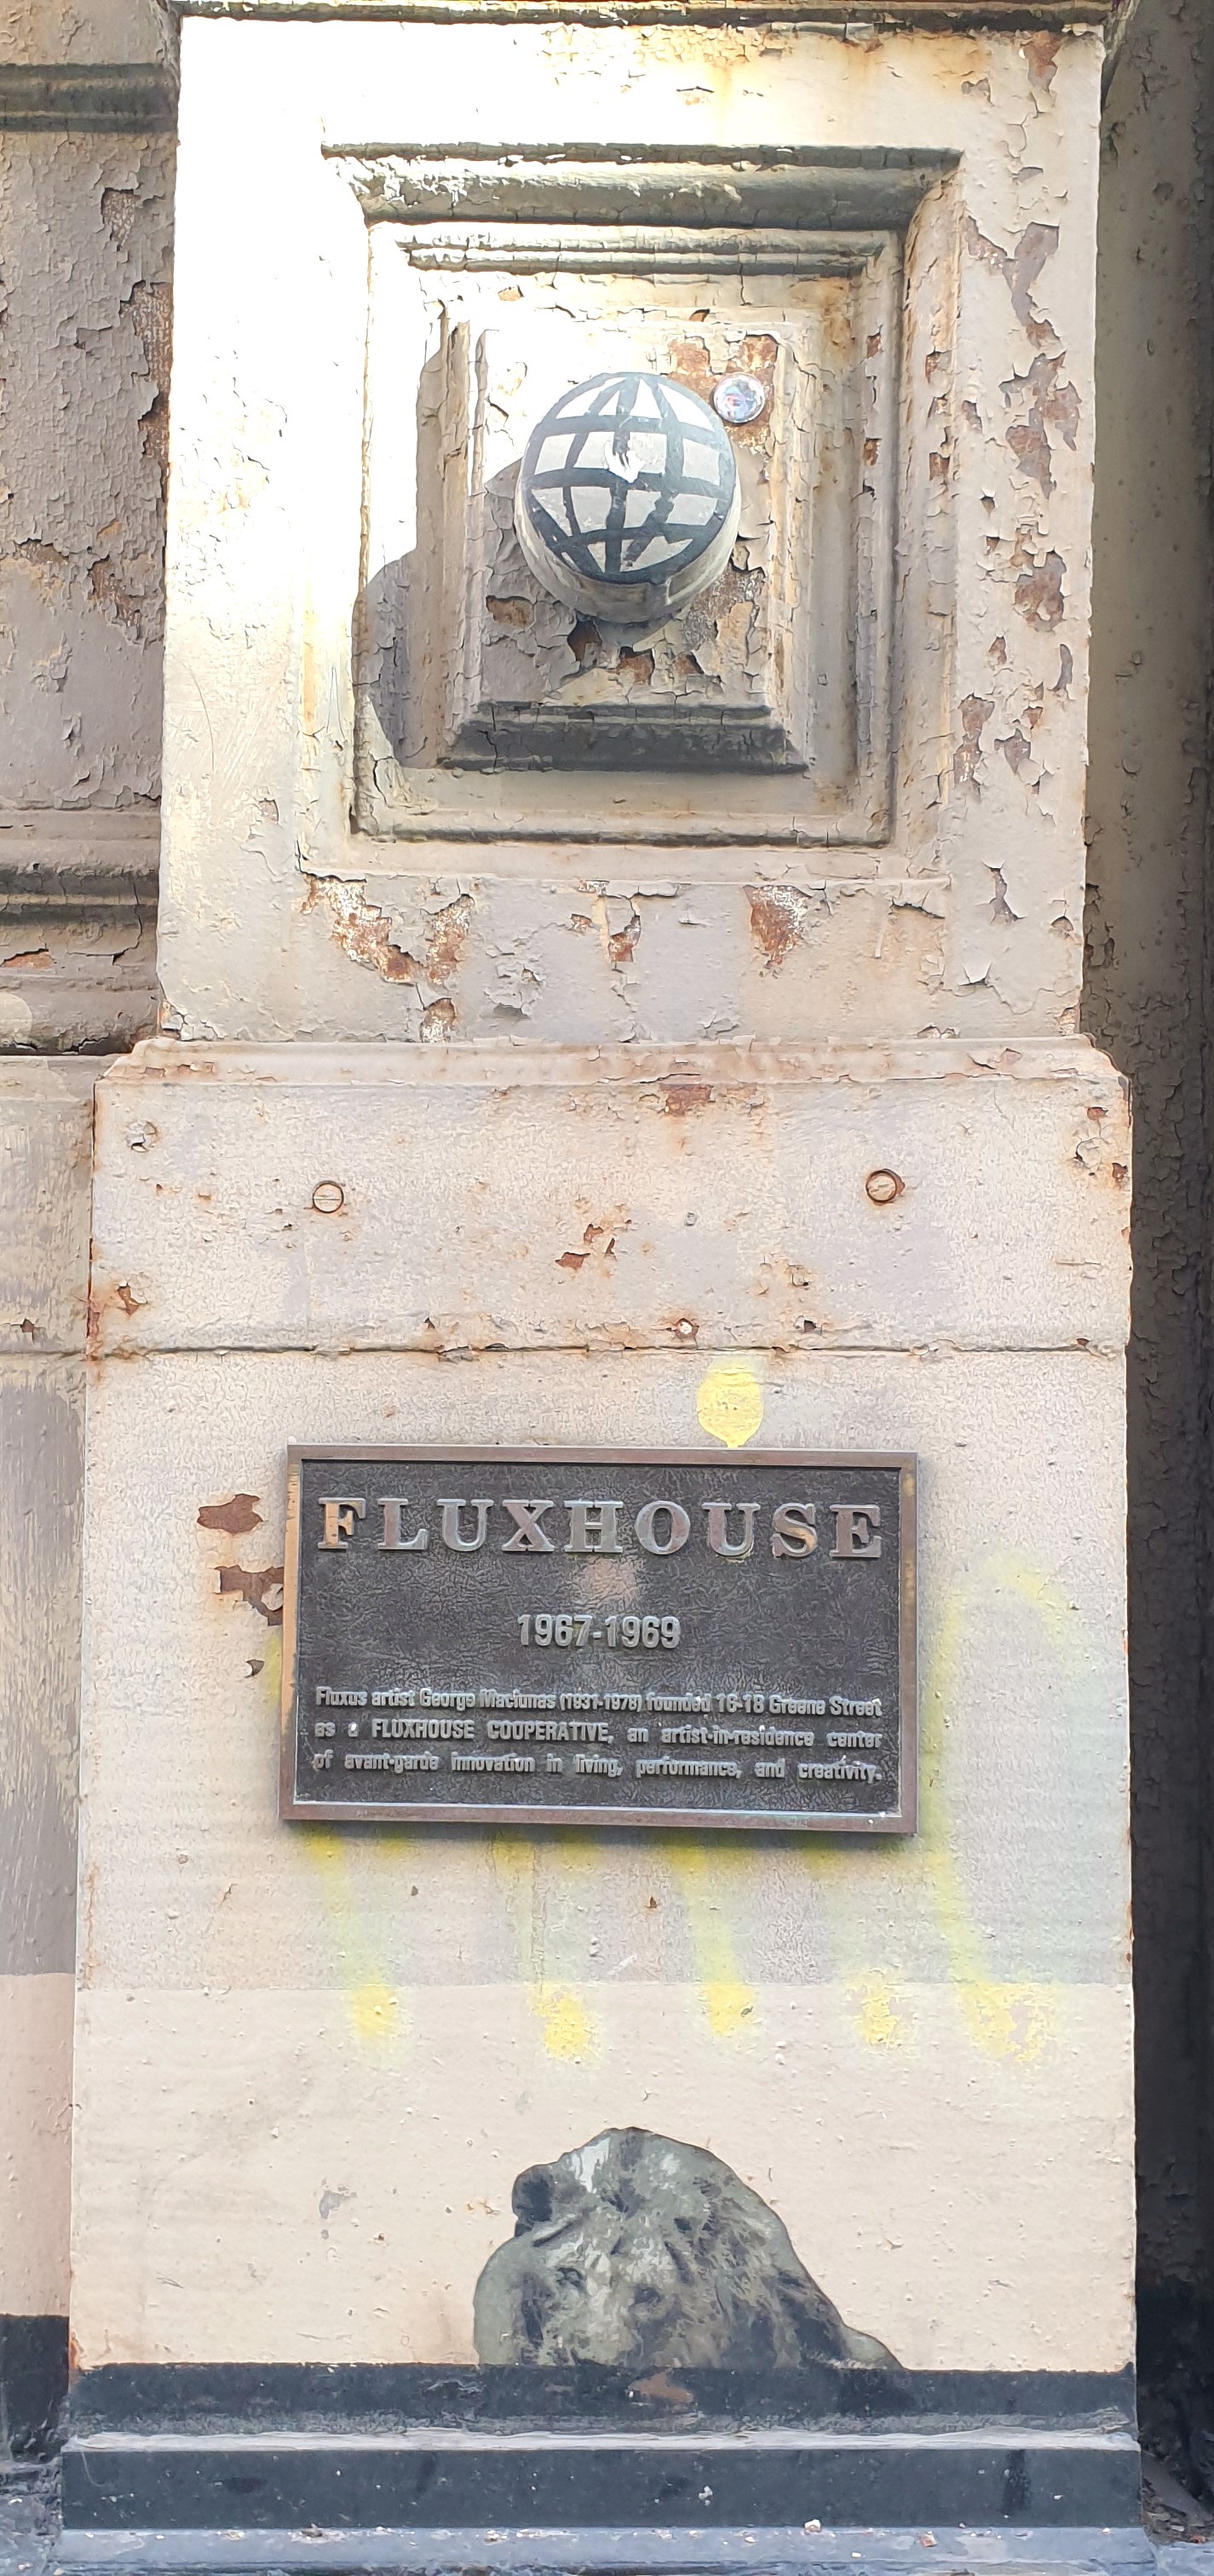 FLUXHOUSE
1967-1969
Fluxus artist George Maciunas (1931-1978) founded 16-18 Greene Street
as a FLUXHOUSE COOPERATIVE, an artist-in-residence center
of avant-garde innovation in living, performance, and creativity.